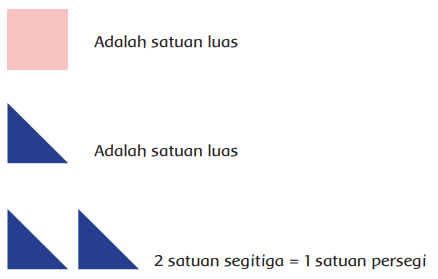 Adalah satuan luas
Adalah satuan luas
2 satuan segitiga = 1 satuan persegi